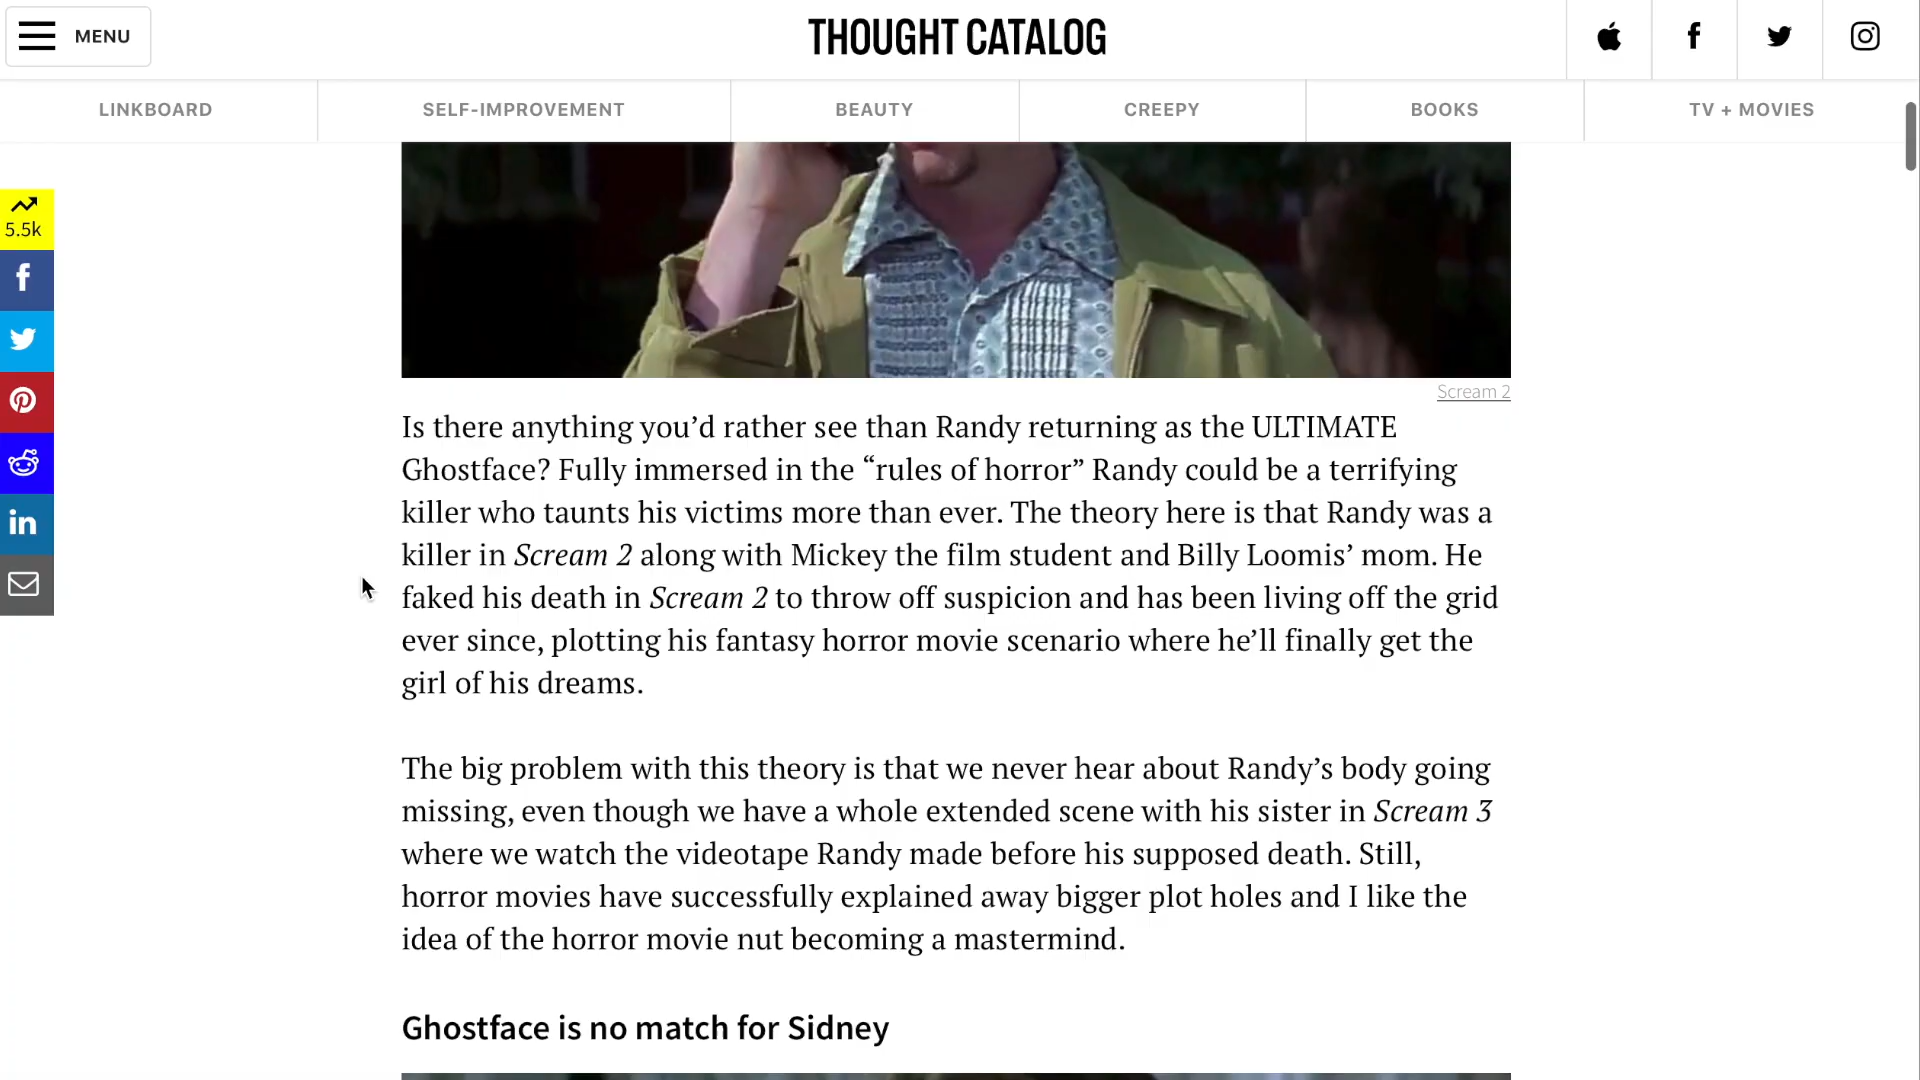 MENU
THOUGHT CATALOG
LINKBOARD
SELF-IMPROVEMENT
BEAUTY
CREEPY
BOOKS
TV + MOVIES
5.5k
Scream 2
Is there anything you’d rather see than Randy returning as the ULTIMATE
Ghostface? Fully immersed in the “rules of horror” Randy could be a terrifying
killer who taunts his victims more than ever. The theory here is that Randy was a
killer in Scream 2 along with Mickey the film student and Billy Loomis’ mom. He
faked his death in Scream 2 to throw off suspicion and has been living off the grid
ever since, plotting his fantasy horror movie scenario where he’ll finally get the
girl of his dreams.
The big problem with this theory is that we never hear about Randy’s body going
missing, even though we have a whole extended scene with his sister in Scream 3
where we watch the videotape Randy made before his supposed death. Still,
horror movies have successfully explained away bigger plot holes and I like the
idea of the horror movie nut becoming a mastermind.
Ghostface is no match for Sidney